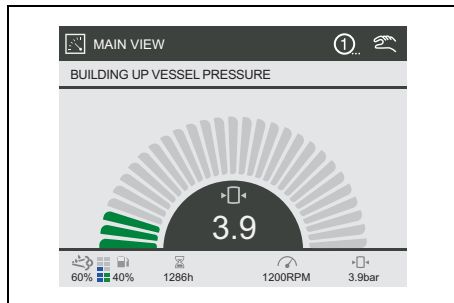 MAIN VIEW
1...
BUILDING UP VESSEL PRESSURE
3.9
60% 40% 1286h 1200RPM 3.9bar